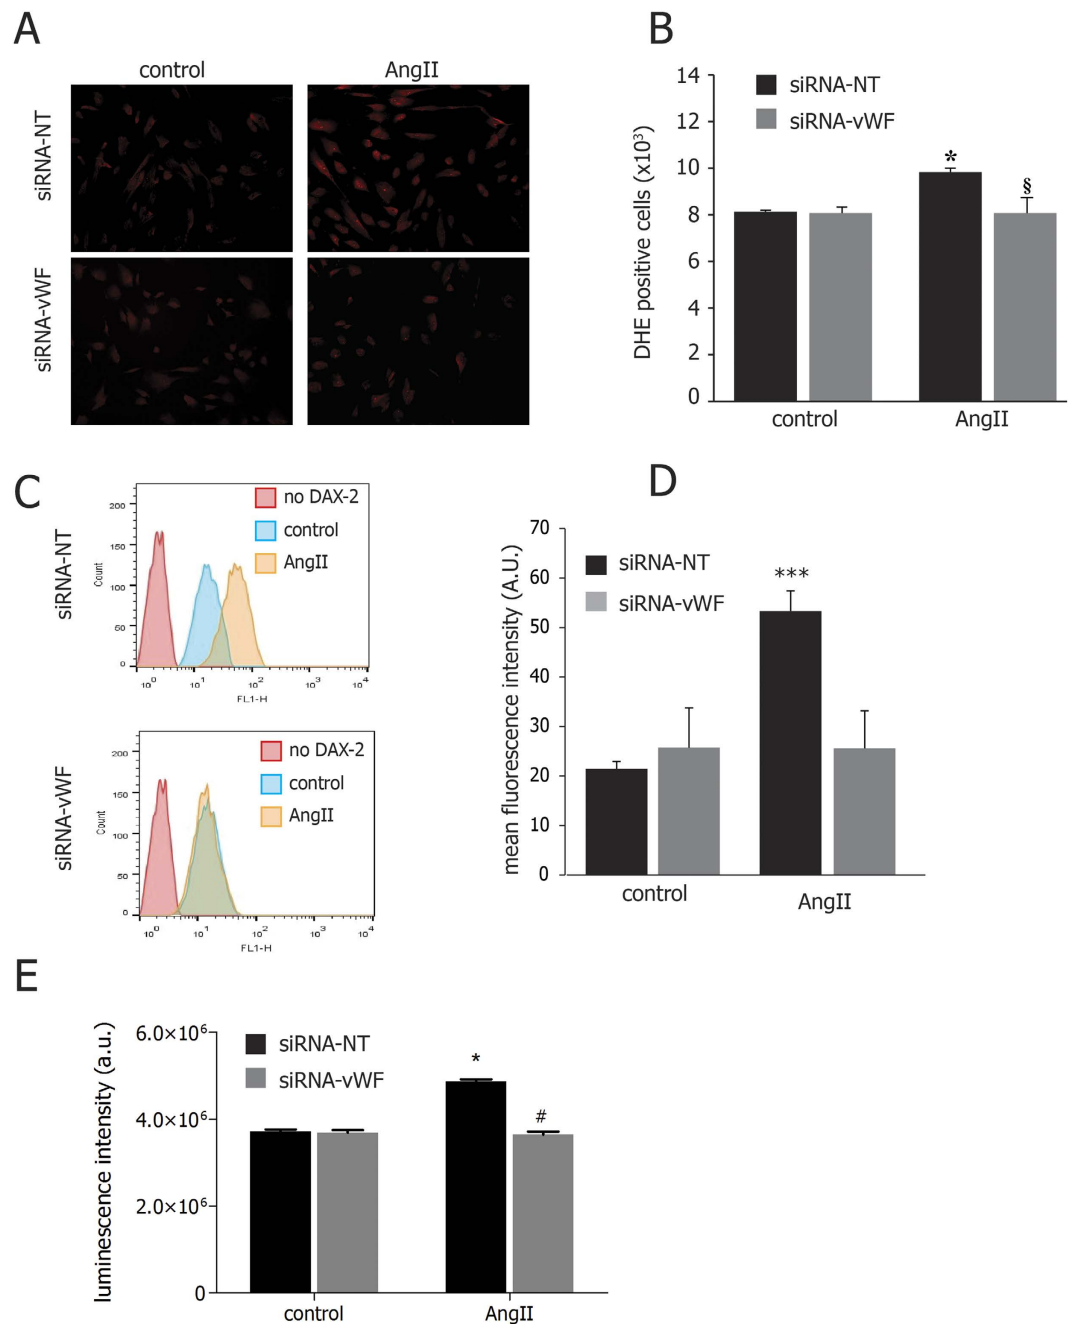 A
control AngII
siRNA-NT
siRNA-vWF
B
14
12
10
8
6
4
2
0
DHE positive cells (x10³)
siRNA-NT
siRNA-vWF
*
§
control AngII
C
siRNA-NT
200
150
100
50
0
Count
no DAX-2
control
AngII
10⁰ 10¹ 10² 10³ 10⁴
FL1-H
siRNA-vWF
200
150
100
50
0
Count
no DAX-2
control
AngII
10⁰ 10¹ 10² 10³ 10⁴
FL1-H
D
70
60
50
40
30
20
10
0
mean fluorescence intensity (A.U.)
siRNA-NT
siRNA-vWF
***
control AngII
E
6.0×10⁶
4.0×10⁶
2.0×10⁶
0
luminescence intensity (a.u.)
siRNA-NT
siRNA-vWF
*
#
control AngII